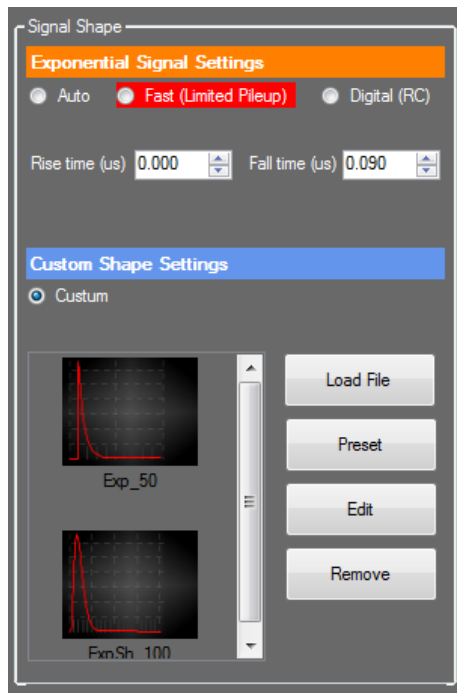 Signal Shape
Exponential Signal Settings
Auto Fast (Limited Pileup) Digital (RC)
Rise time (us) 0.000 Fall time (us) 0.090
Custom Shape Settings
Custum
Load File
Preset
Exp_50
Edit
Remove
ExpSh_100